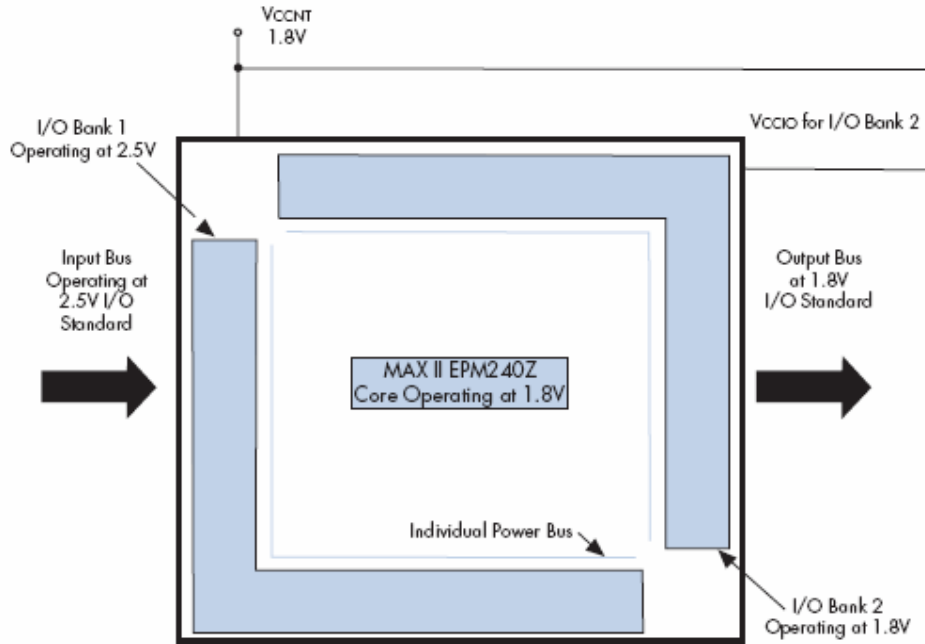 VCCNT
1.8V
I/O Bank 1
Operating at 2.5V
VCCIO for I/O Bank 2
Input Bus
Operating at
2.5V I/O
Standard
Output Bus
at 1.8V
I/O Standard
MAX II EPM240Z
Core Operating at 1.8V
Individual Power Bus
I/O Bank 2
Operating at 1.8V